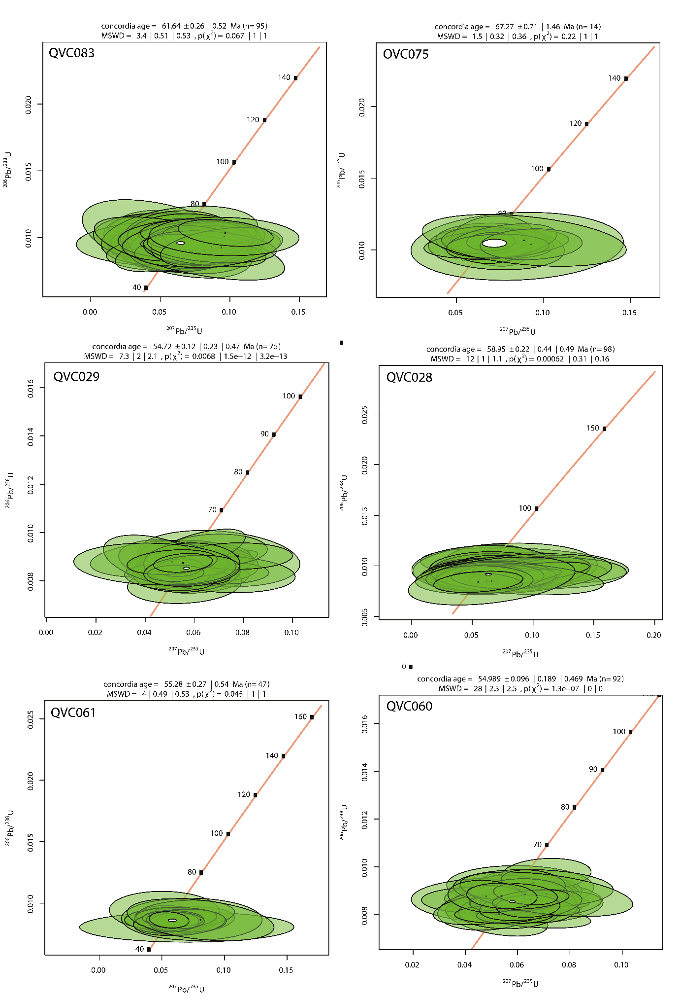 concordia age = 61.64 ±0.26 | 0.52 Ma (n= 95)
MSWD = 3.4 | 0.51 | 0.53 , p(χ²) = 0.067 | 1 | 1
QVC083
140
120
100
80
40
0.020
0.015
0.010
²⁰⁶Pb/²³⁸U
0.00 0.05 0.10 0.15
²⁰⁷Pb/²³⁵U
concordia age = 67.27 ±0.71 | 1.46 Ma (n= 14)
MSWD = 1.5 | 0.32 | 0.36 , p(χ²) = 0.22 | 1 | 1
OVC075
140
120
100
80
0.020
0.015
0.010
²⁰⁶Pb/²³⁸U
0.05 0.10 0.15
²⁰⁷Pb/²³⁵U
concordia age = 54.72 ±0.12 | 0.23 | 0.47 Ma (n= 75)
MSWD = 7.3 | 2 | 2.1 , p(χ²) = 0.0068 | 1.5e−12 | 3.2e−13
QVC029
100
90
80
70
0.016
0.014
0.012
0.010
0.008
²⁰⁶Pb/²³⁸U
0.00 0.02 0.04 0.06 0.08 0.10
²⁰⁷Pb/²³⁵U
concordia age = 58.95 ±0.22 | 0.44 | 0.49 Ma (n= 98)
MSWD = 12 | 1 | 1.1 , p(χ²) = 0.00062 | 0.31 | 0.16
QVC028
150
100
0.025
0.020
0.015
0.010
0.005
²⁰⁶Pb/²³⁸U
0.00 0.05 0.10 0.15 0.20
²⁰⁷Pb/²³⁵U
0
concordia age = 55.28 ±0.27 | 0.54 Ma (n= 47)
MSWD = 4 | 0.49 | 0.53 , p(χ²) = 0.045 | 1 | 1
QVC061
160
140
120
100
80
40
0.025
0.020
0.015
0.010
²⁰⁶Pb/²³⁸U
0.00 0.05 0.10 0.15
²⁰⁷Pb/²³⁵U
concordia age = 54.989 ±0.096 | 0.189 | 0.469 Ma (n= 92)
MSWD = 28 | 2.3 | 2.5 , p(χ²) = 1.3e−07 | 0 | 0
QVC060
100
90
80
70
0.016
0.014
0.012
0.010
0.008
²⁰⁶Pb/²³⁸U
0.02 0.04 0.06 0.08 0.10
²⁰⁷Pb/²³⁵U